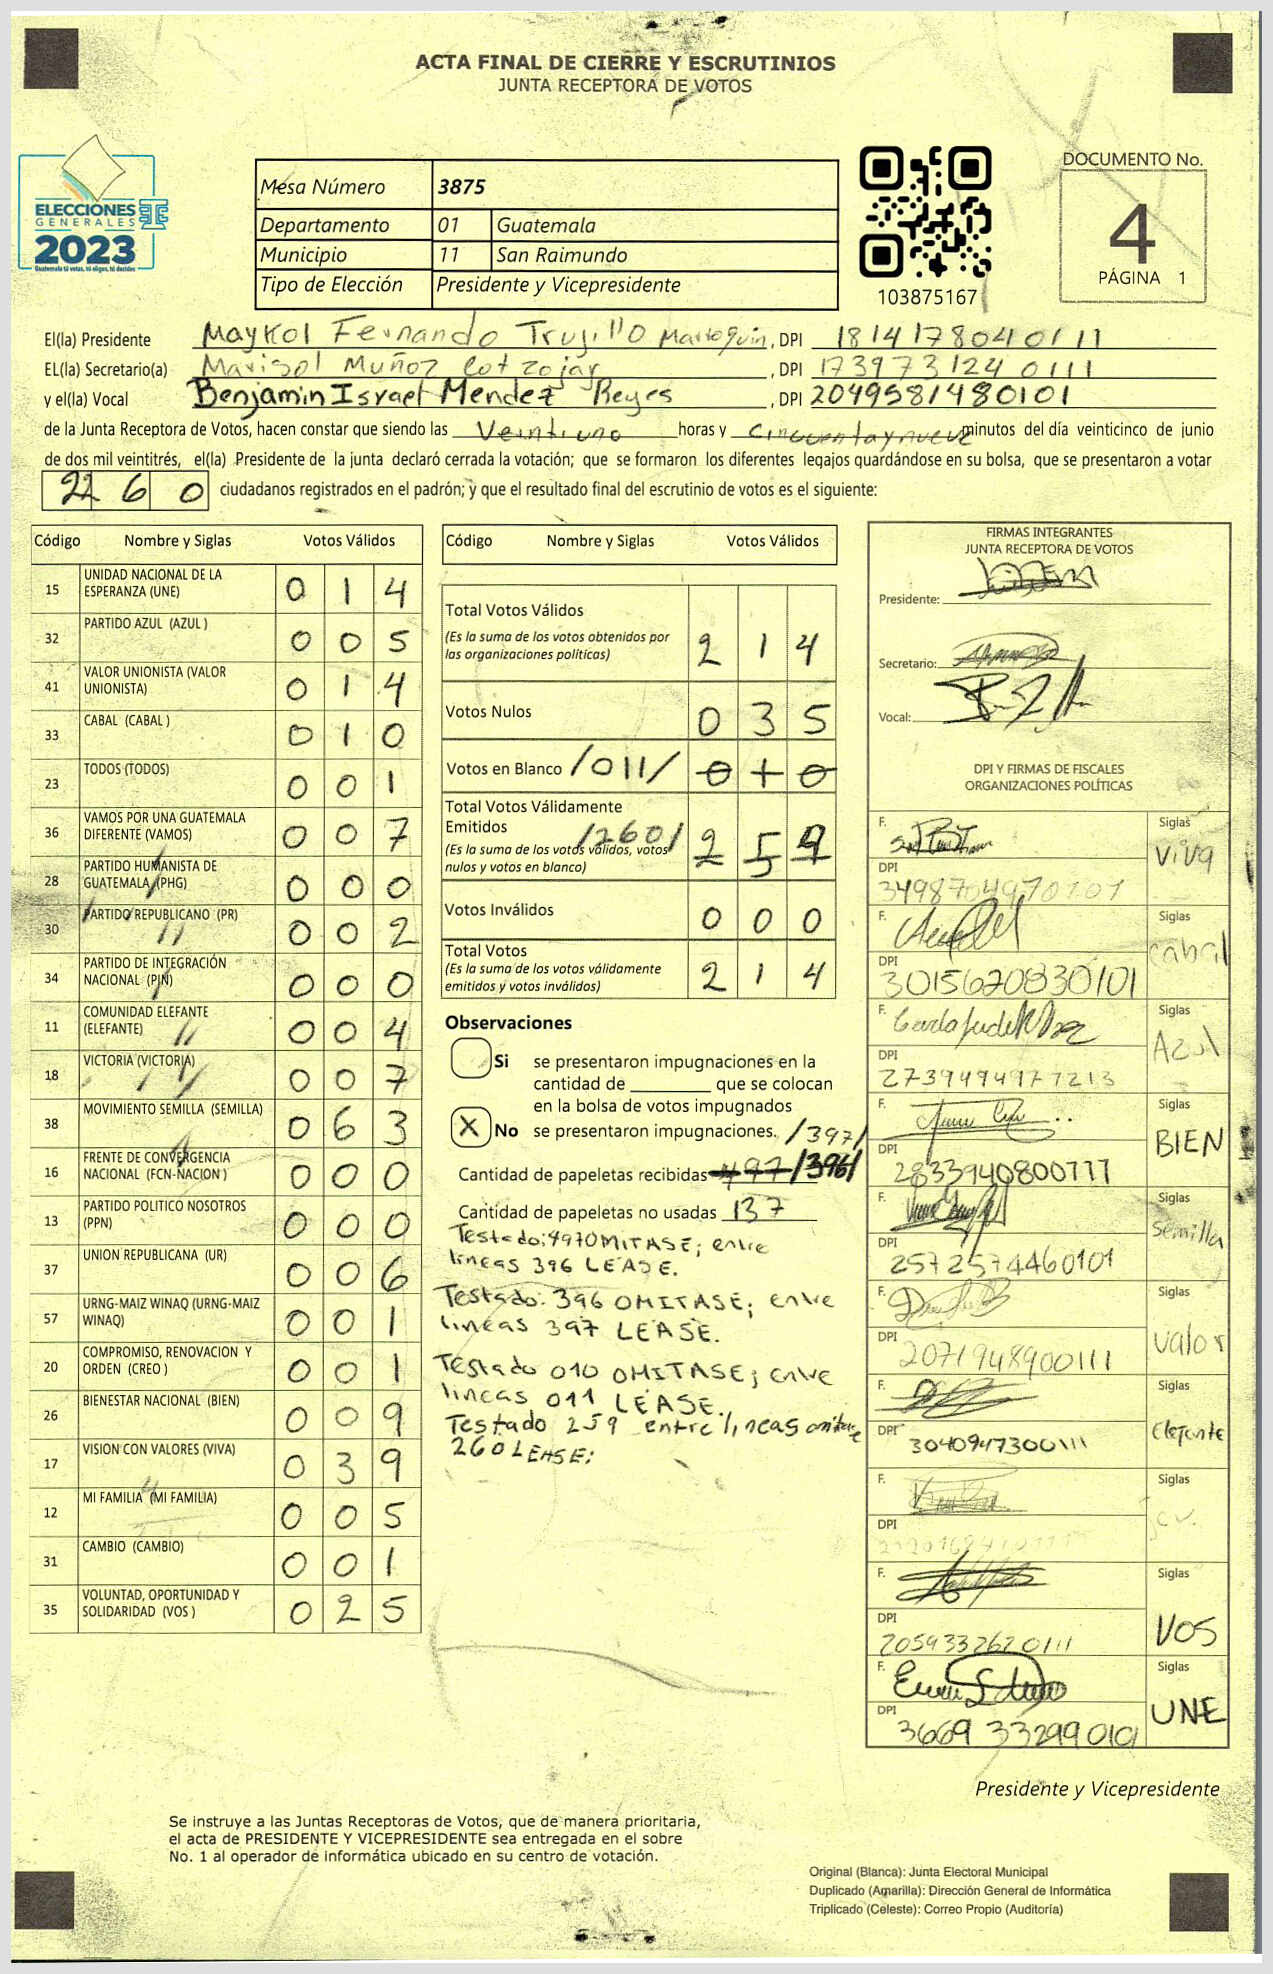 ACTA FINAL DE CIERRE Y ESCRUTINIOS
JUNTA RECEPTORA DE VOTOS
ELECCIONES
GENERALES
2023
Guatemala tú votas, tú eliges, tú decides
Mesa Número 3875
Departamento 01 Guatemala
Municipio 11 San Raimundo
Tipo de Elección Presidente y Vicepresidente
103875167
DOCUMENTO No.
4
PÁGINA 1
El(la) Presidente Maykol Fernando Trujillo Marroquin, DPI 1814178040111
EL(la) Secretario(a) Marisol Muñoz Cotzojay, DPI 1739731240111
y el(la) Vocal Benjamin Israel Mendez Reyes, DPI 2049581480101
de la Junta Receptora de Votos, hacen constar que siendo las Veintiuno horas y Cincuentaynueve minutos del día veinticinco de junio
de dos mil veintitrés, el(la) Presidente de la junta declaró cerrada la votación; que se formaron los diferentes legajos guardándose en su bolsa, que se presentaron a votar
260 ciudadanos registrados en el padrón; y que el resultado final del escrutinio de votos es el siguiente:
Código Nombre y Siglas Votos Válidos
15 UNIDAD NACIONAL DE LA ESPERANZA (UNE) 0 1 4
32 PARTIDO AZUL (AZUL ) 0 0 5
41 VALOR UNIONISTA (VALOR UNIONISTA) 0 1 4
33 CABAL (CABAL ) 0 1 0
23 TODOS (TODOS) 0 0 1
36 VAMOS POR UNA GUATEMALA DIFERENTE (VAMOS) 0 0 7
28 PARTIDO HUMANISTA DE GUATEMALA (PHG) 0 0 0
30 PARTIDO REPUBLICANO (PR) 0 0 2
34 PARTIDO DE INTEGRACIÓN NACIONAL (PIN) 0 0 0
11 COMUNIDAD ELEFANTE (ELEFANTE) 0 0 4
18 VICTORIA (VICTORIA) 0 0 7
38 MOVIMIENTO SEMILLA (SEMILLA) 0 6 3
16 FRENTE DE CONVERGENCIA NACIONAL (FCN-NACION ) 0 0 0
13 PARTIDO POLITICO NOSOTROS (PPN) 0 0 0
37 UNION REPUBLICANA (UR) 0 0 6
57 URNG-MAIZ WINAQ (URNG-MAIZ WINAQ) 0 0 1
20 COMPROMISO, RENOVACION Y ORDEN (CREO ) 0 0 1
26 BIENESTAR NACIONAL (BIEN) 0 0 9
17 VISION CON VALORES (VIVA) 0 3 9
12 MI FAMILIA (MI FAMILIA) 0 0 5
31 CAMBIO (CAMBIO) 0 0 1
35 VOLUNTAD, OPORTUNIDAD Y SOLIDARIDAD (VOS ) 0 2 5
Código Nombre y Siglas Votos Válidos
Total Votos Válidos 2 1 4
(Es la suma de los votos obtenidos por
las organizaciones políticas)
Votos Nulos 0 3 5
Votos en Blanco /011/ 0 1 0
Total Votos Válidamente
Emitidos /260/ 2 5 9
(Es la suma de los votos válidos, votos
nulos y votos en blanco)
Votos Inválidos 0 0 0
Total Votos 2 1 4
(Es la suma de los votos válidamente
emitidos y votos inválidos)
Observaciones
Si se presentaron impugnaciones en la
cantidad de ________ que se colocan
en la bolsa de votos impugnados
X No se presentaron impugnaciones. /397/
Cantidad de papeletas recibidas 497 /396/
Cantidad de papeletas no usadas 137
Testado: 497 OMITASE; entre
lineas 396 LEASE.
Testado: 396 OMITASE; entre
lineas 397 LEASE.
Testado 010 OMITASE; entre
lineas 011 LEASE.
Testado 259 entre lineas omitase
260 LEASE:
FIRMAS INTEGRANTES
JUNTA RECEPTORA DE VOTOS
Presidente:
Secretario:
Vocal:
DPI Y FIRMAS DE FISCALES
ORGANIZACIONES POLÍTICAS
F. Siglas VIVA
DPI 3498704970101
F. Siglas cabal
DPI 3015620830101
F. Siglas Azul
DPI 2739494977213
F. Siglas BIEN
DPI 2833940800777
F. Siglas semilla
DPI 2572574460101
F. Siglas valor
DPI 2071948900111
F. Siglas Elefante
DPI 3040947300111
F. Siglas
DPI
F. Siglas VOS
DPI 2059332620111
F. Siglas UNE
DPI 3669 33299 0101
Presidente y Vicepresidente
Se instruye a las Juntas Receptoras de Votos, que de manera prioritaria,
el acta de PRESIDENTE Y VICEPRESIDENTE sea entregada en el sobre
No. 1 al operador de informática ubicado en su centro de votación.
Original (Blanca): Junta Electoral Municipal
Duplicado (Amarilla): Dirección General de Informática
Triplicado (Celeste): Correo Propio (Auditoría)